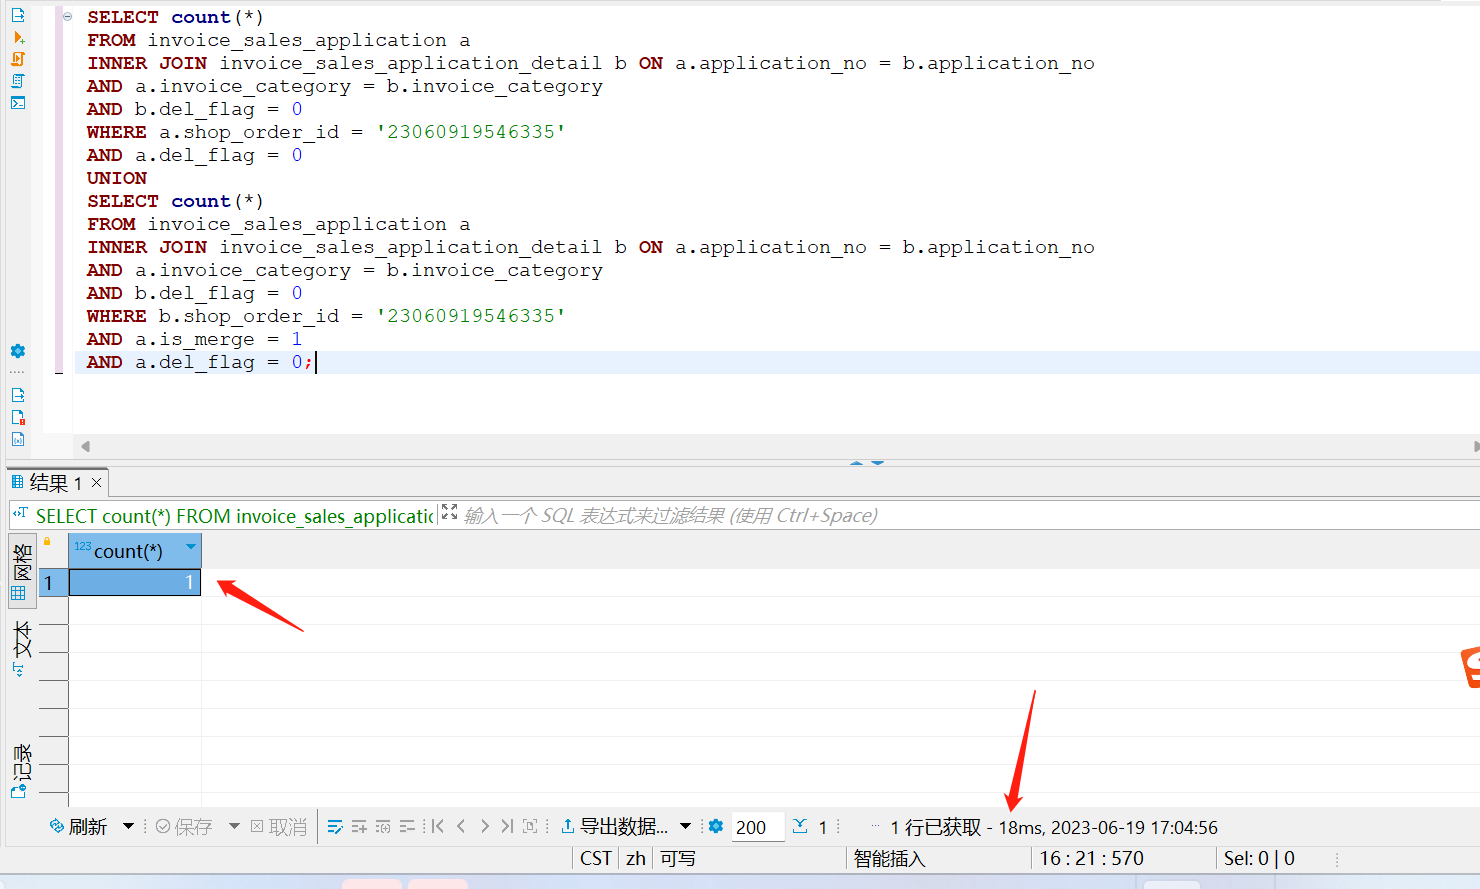 SELECT count(*)
FROM invoice_sales_application a
INNER JOIN invoice_sales_application_detail b ON a.application_no = b.application_no
AND a.invoice_category = b.invoice_category
AND b.del_flag = 0
WHERE a.shop_order_id = '23060919546335'
AND a.del_flag = 0
UNION
SELECT count(*)
FROM invoice_sales_application a
INNER JOIN invoice_sales_application_detail b ON a.application_no = b.application_no
AND a.invoice_category = b.invoice_category
AND b.del_flag = 0
WHERE b.shop_order_id = '23060919546335'
AND a.is_merge = 1
AND a.del_flag = 0;
结果 1
SELECT count(*) FROM invoice_sales_applicatio 输入一个 SQL 表达式来过滤结果 (使用 Ctrl+Space)
网格
123 count(*)
1 1
文本
记录
刷新 保存 取消 导出数据... 200 1 1 行已获取 - 18ms, 2023-06-19 17:04:56
CST zh 可写 智能插入 16 : 21 : 570 Sel: 0 | 0